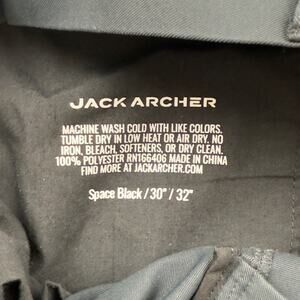 JACK ARCHER
MACHINE WASH COLD WITH LIKE COLORS.
TUMBLE DRY IN LOW HEAT OR AIR DRY. NO
IRON, BLEACH, SOFTENERS, OR DRY CLEAN.
100% POLYESTER RN166406 MADE IN CHINA
FIND MORE AT JACKARCHER.COM
Space Black / 30" / 32"